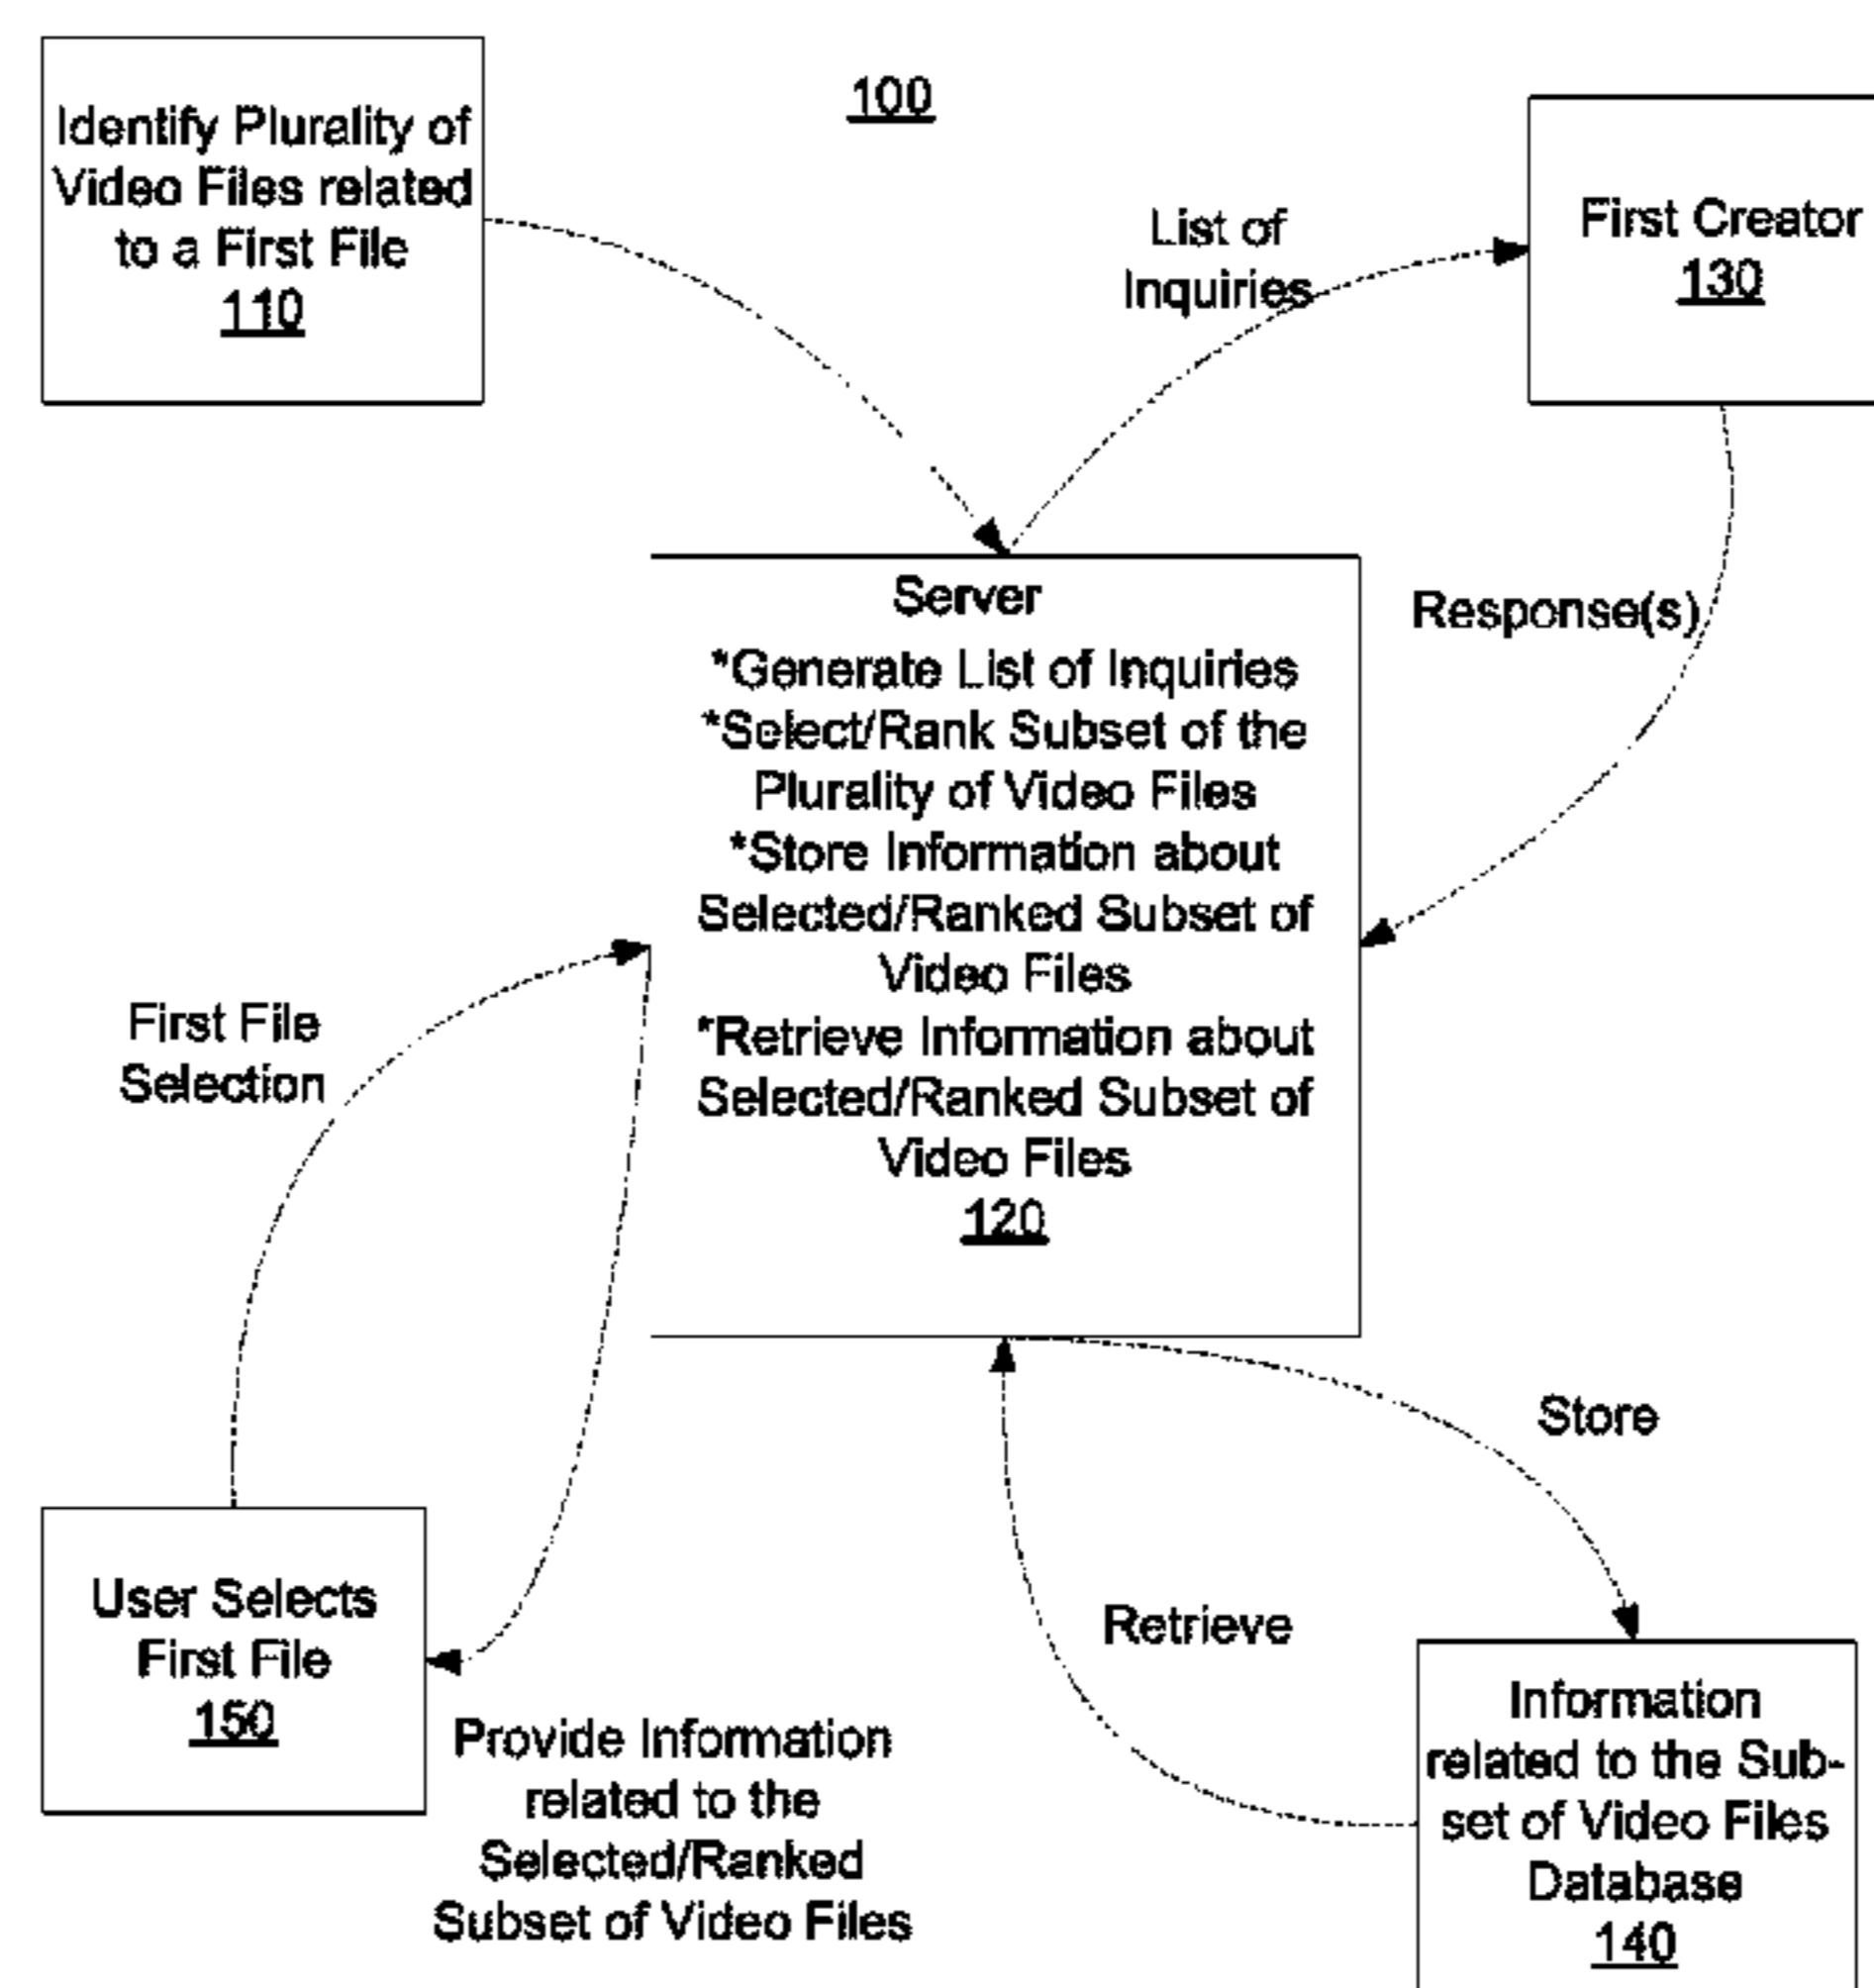 100
Identify Plurality of
Video Files related
to a First File
110
List of
Inquiries
First Creator
130
Server
*Generate List of Inquiries
*Select/Rank Subset of the
Plurality of Video Files
*Store Information about
Selected/Ranked Subset of
Video Files
*Retrieve Information about
Selected/Ranked Subset of
Video Files
120
Response(s)
First File
Selection
Store
Retrieve
User Selects
First File
150
Provide Information
related to the
Selected/Ranked
Subset of Video Files
Information
related to the Sub-
set of Video Files
Database
140